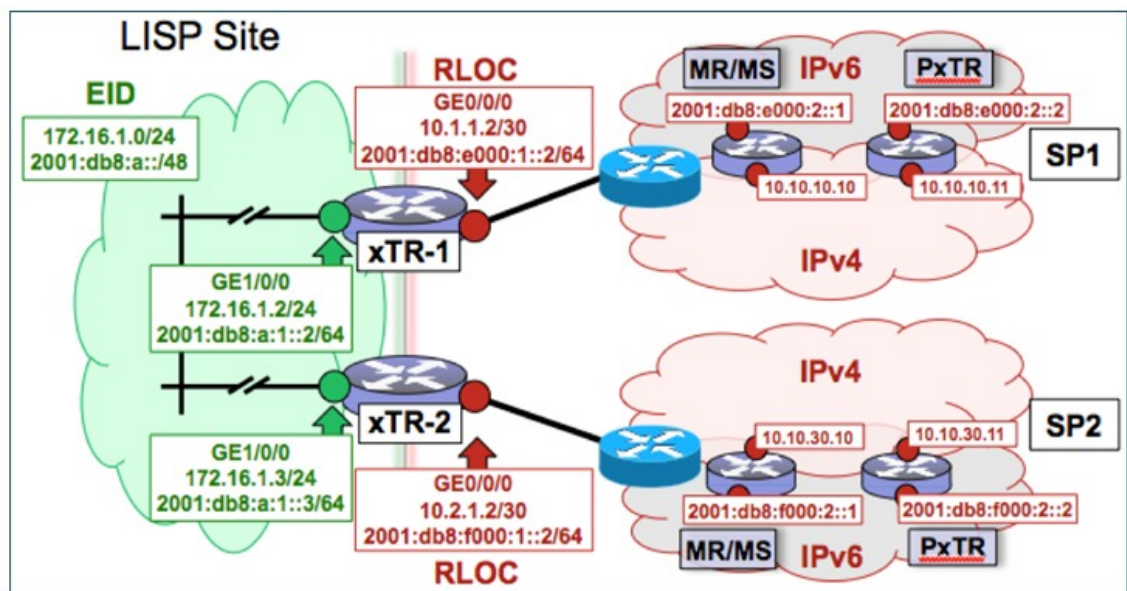 LISP Site
EID
172.16.1.0/24
2001:db8:a::/48
RLOC
GE0/0/0
10.1.1.2/30
2001:db8:e000:1::2/64
MR/MS
IPv6
PxTR
2001:db8:e000:2::1
2001:db8:e000:2::2
SP1
10.10.10.10
10.10.10.11
IPv4
xTR-1
GE1/0/0
172.16.1.2/24
2001:db8:a:1::2/64
xTR-2
GE1/0/0
172.16.1.3/24
2001:db8:a:1::3/64
GE0/0/0
10.2.1.2/30
2001:db8:f000:1::2/64
RLOC
IPv4
10.10.30.10
10.10.30.11
SP2
2001:db8:f000:2::1
2001:db8:f000:2::2
MR/MS
IPv6
PxTR